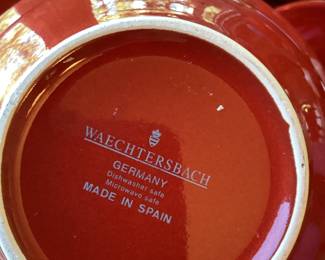 WAECHTERSBACH
GERMANY
Dishwasher safe
Microwave safe
MADE IN SPAIN